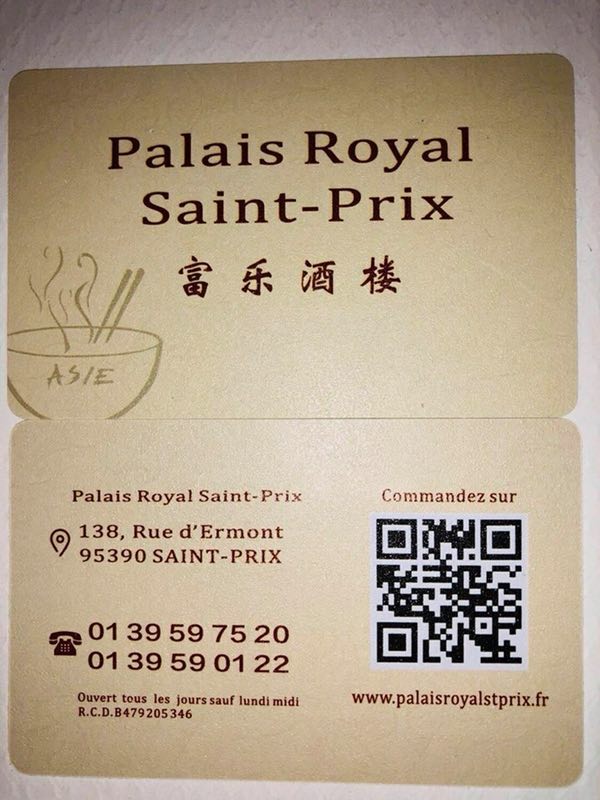 Palais Royal
Saint-Prix
富乐酒楼
ASIE
Palais Royal Saint-Prix
138, Rue d'Ermont
95390 SAINT-PRIX
01 39 59 75 20
01 39 59 01 22
Ouvert tous les jours sauf lundi midi
R.C.D.B479205346
Commandez sur
www.palaisroyalstprix.fr